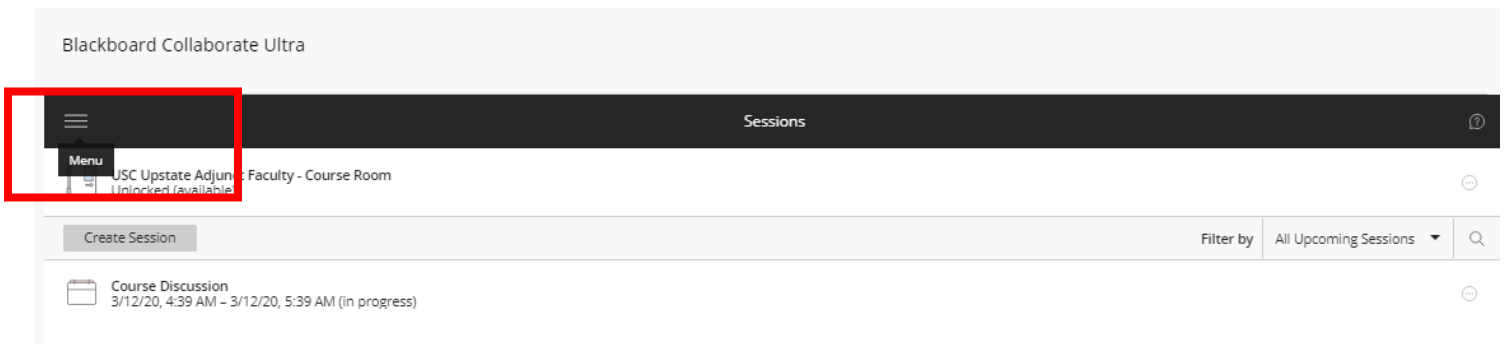 Blackboard Collaborate Ultra
Sessions
Menu
USC Upstate Adjunct Faculty - Course Room
Unlocked (available)
Create Session
Filter by All Upcoming Sessions
Course Discussion
3/12/20, 4:39 AM – 3/12/20, 5:39 AM (in progress)